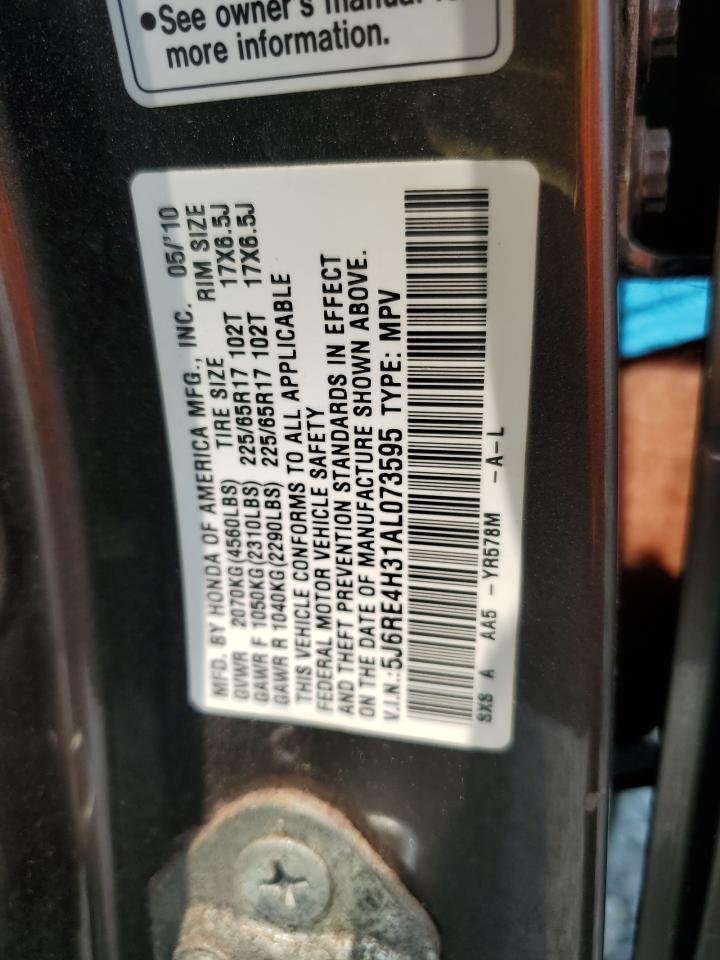 ●See owner's manual
more information.
MFD. BY HONDA OF AMERICA MFG., INC. 05/'10
TIRE SIZE RIM SIZE
GVWR 2070KG(4560LBS)
GAWR F 1050KG(2310LBS) 225/65R17 102T 17X6.5J
GAWR R 1040KG(2290LBS) 225/65R17 102T 17X6.5J
THIS VEHICLE CONFORMS TO ALL APPLICABLE
FEDERAL MOTOR VEHICLE SAFETY
AND THEFT PREVENTION STANDARDS IN EFFECT
ON THE DATE OF MANUFACTURE SHOWN ABOVE.
V.I.N.:5J6RE4H31AL073595 TYPE: MPV
SXS A AA5 -YR578M -A-L